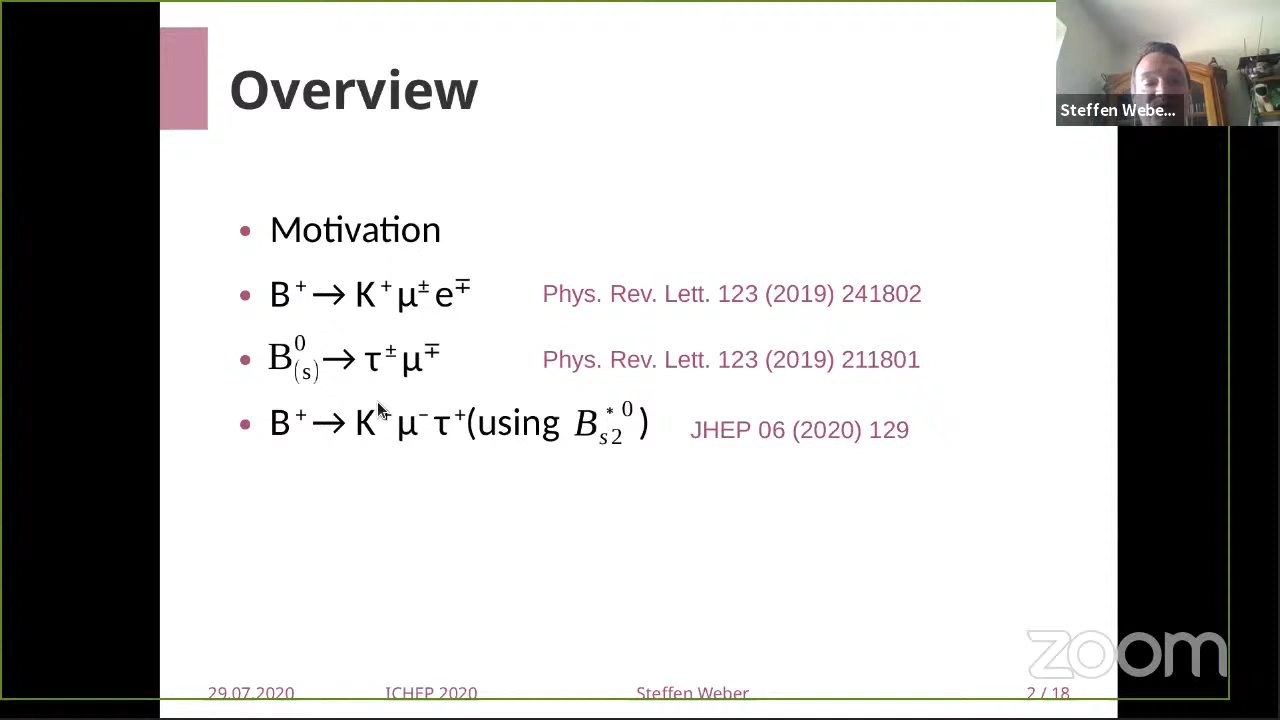 Overview
Steffen Webe...
• Motivation
• B⁺→ K⁺μ±e∓ Phys. Rev. Lett. 123 (2019) 241802
• B⁰₍ₛ₎→ τ±μ∓ Phys. Rev. Lett. 123 (2019) 211801
• B⁺→ K⁺μ⁻τ⁺(using B*⁰ₛ₂) JHEP 06 (2020) 129
zoom
29.07.2020 ICHEP 2020 Steffen Weber 2 / 18